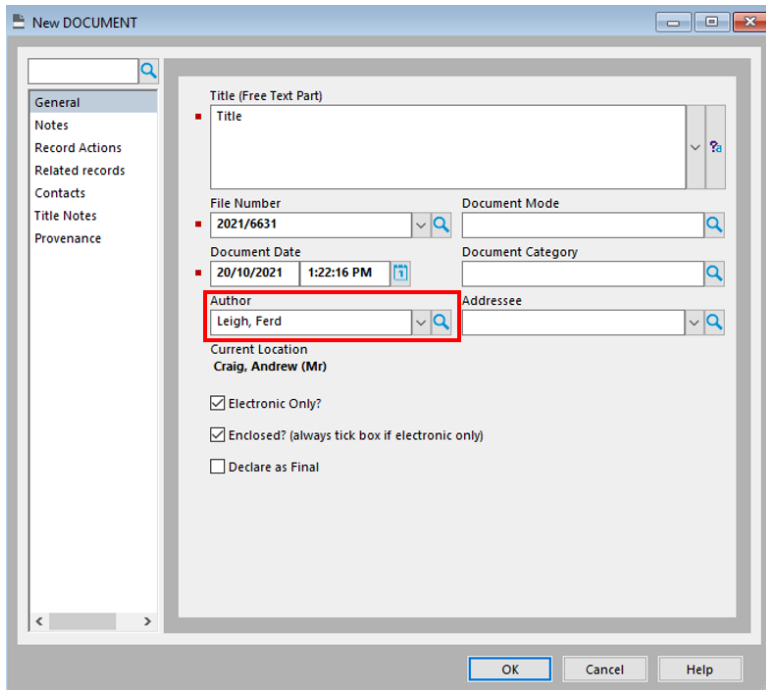 New DOCUMENT
General
Notes
Record Actions
Related records
Contacts
Title Notes
Provenance
Title (Free Text Part)
Title
File Number
2021/6631
Document Mode
Document Date
20/10/2021 1:22:16 PM
Document Category
Author
Leigh, Ferd
Addressee
Current Location
Craig, Andrew (Mr)
Electronic Only?
Enclosed? (always tick box if electronic only)
Declare as Final
OK Cancel Help